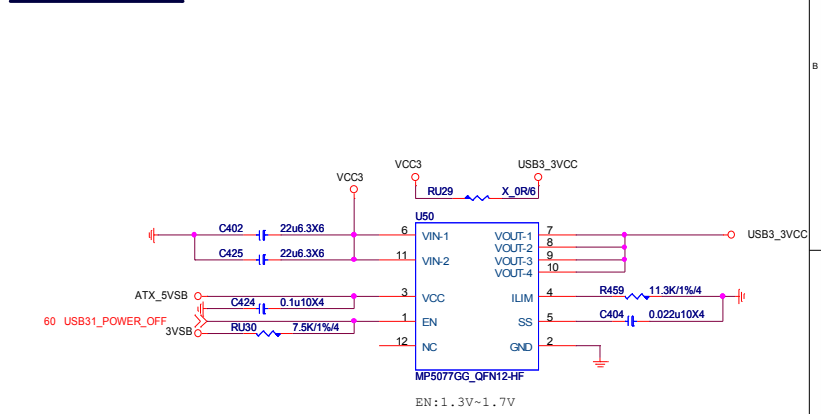 B
VCC3
VCC3
USB3_3VCC
RU29
X_0R/6
U50
C402
22u6.3X6
6
VIN-1
VOUT-1
7
USB3_3VCC
VOUT-2
8
C425
22u6.3X6
11
VIN-2
VOUT-3
9
VOUT-4
10
ATX_5VSB
3
VCC
ILIM
4
R459
11.3K/1%/4
C424
0.1u10X4
60 USB31_POWER_OFF
1
EN
SS
5
C404
0.022u10X4
3VSB
RU30
7.5K/1%/4
12
NC
GND
2
MP5077GG_QFN12-HF
EN:1.3V~1.7V